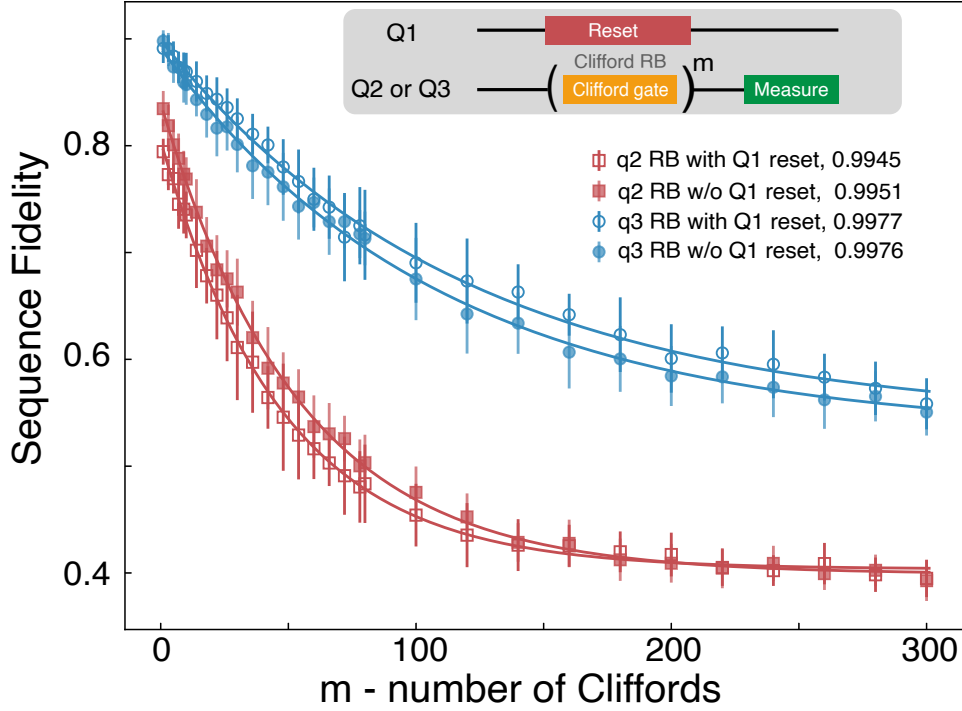 Q1
Reset
Clifford RB
m
Q2 or Q3
( Clifford gate )
Measure
q2 RB with Q1 reset, 0.9945
q2 RB w/o Q1 reset, 0.9951
q3 RB with Q1 reset, 0.9977
q3 RB w/o Q1 reset, 0.9976
Sequence Fidelity
0.8
0.6
0.4
0 100 200 300
m - number of Cliffords